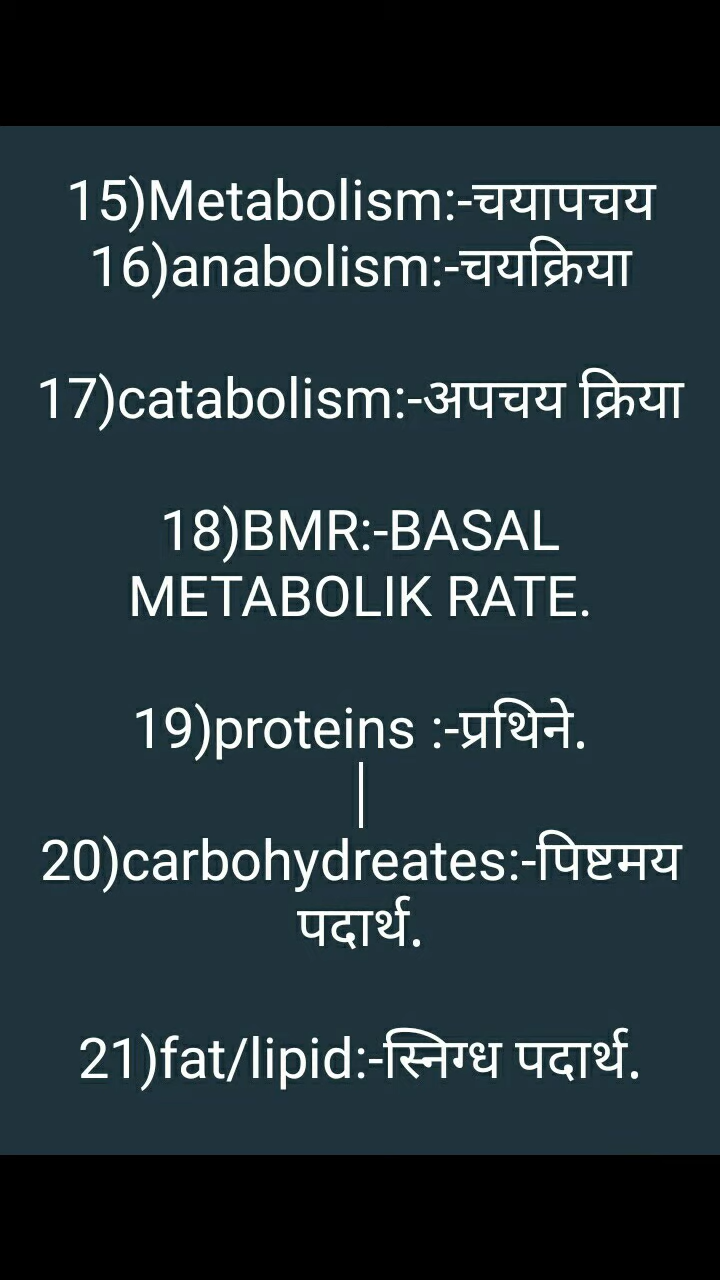 15)Metabolism:-चयापचय
16)anabolism:-चयक्रिया
17)catabolism:-अपचय क्रिया
18)BMR:-BASAL
METABOLIK RATE.
19)proteins :-प्रथिने.
20)carbohydreates:-पिष्टमय
पदार्थ.
21)fat/lipid:-स्निग्ध पदार्थ.